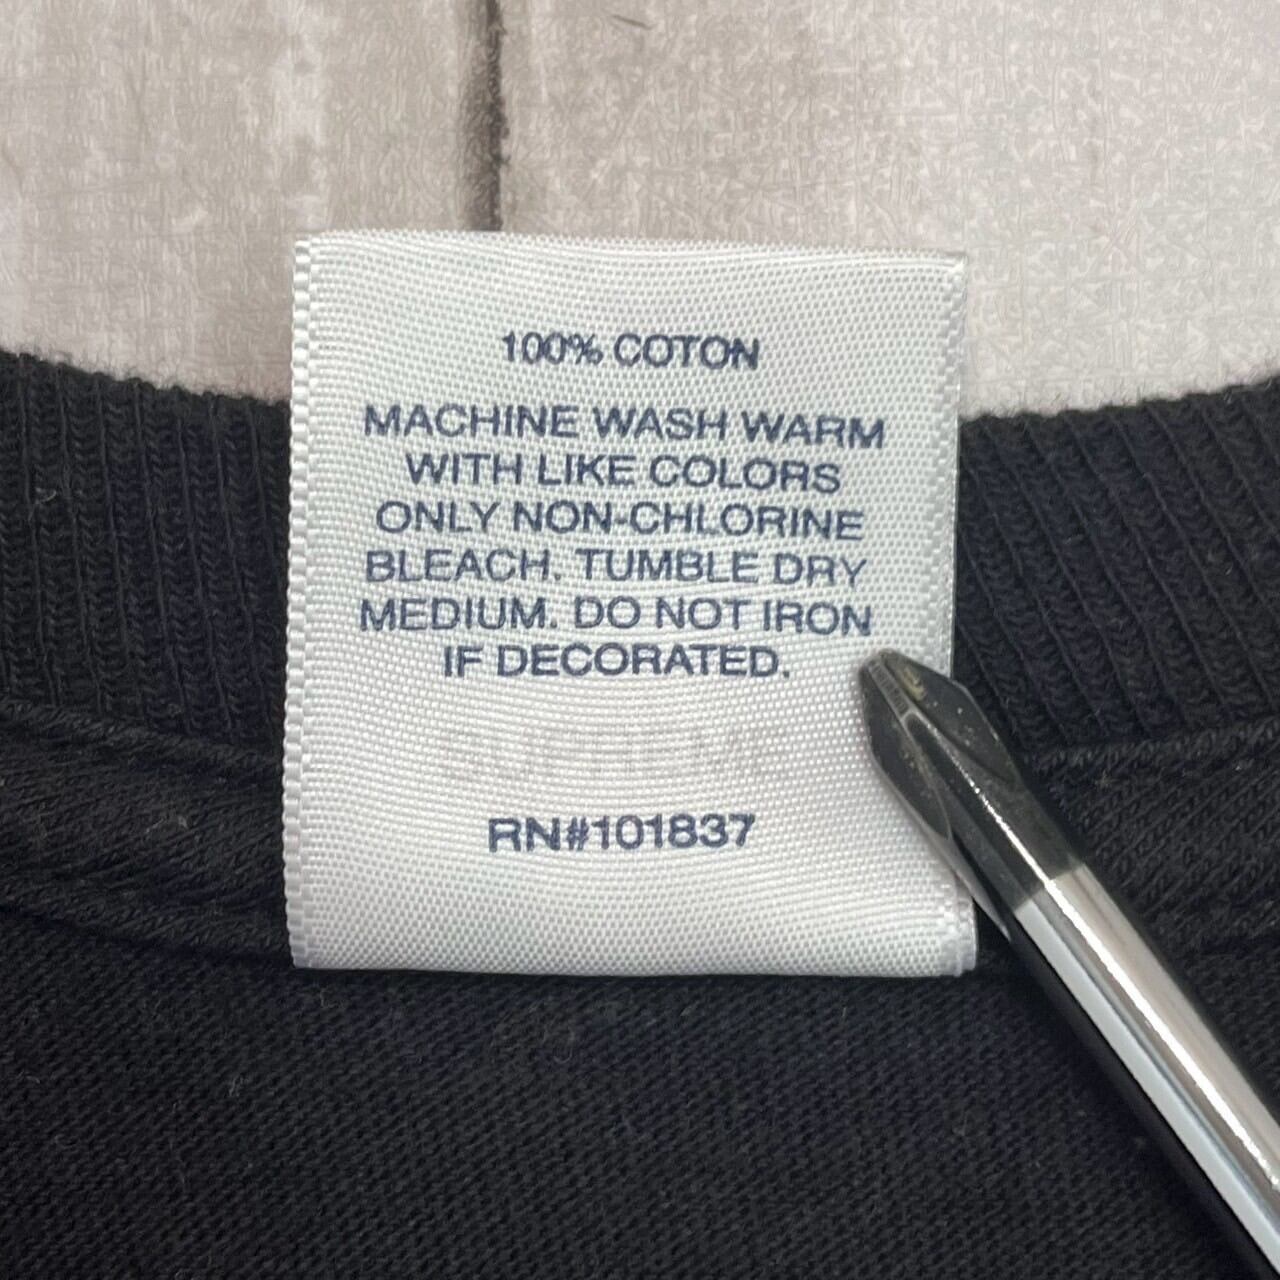 100% COTON
MACHINE WASH WARM
WITH LIKE COLORS
ONLY NON-CHLORINE
BLEACH. TUMBLE DRY
MEDIUM. DO NOT IRON
IF DECORATED.
RN#101837